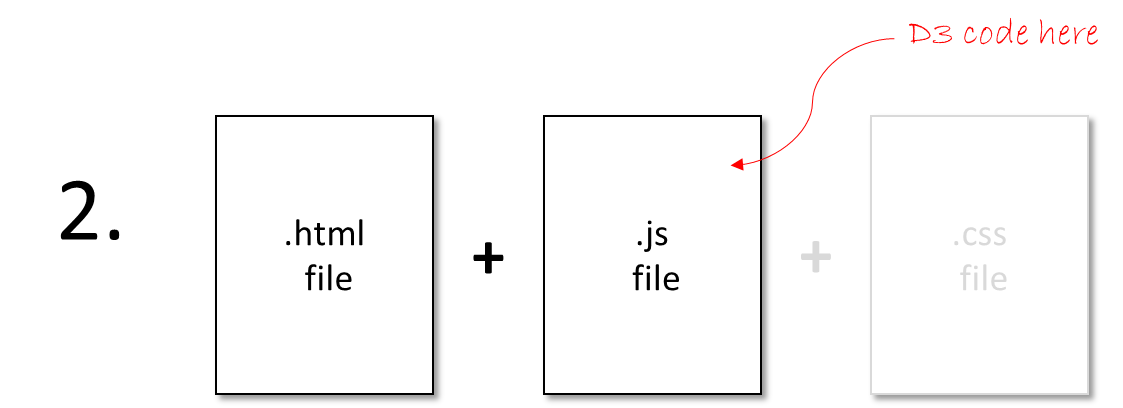 D3 code here
2.
.html
file
+
.js
file
+
.css
file